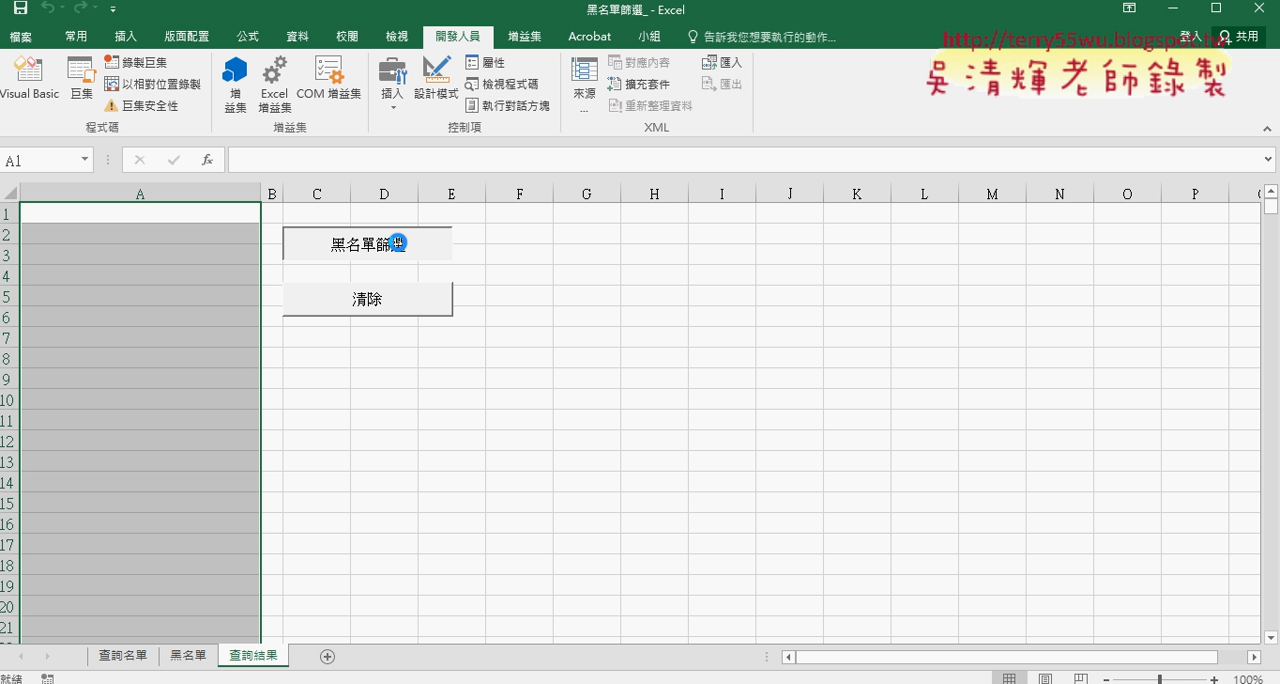 黑名單篩選_ - Excel
檔案 常用 插入 版面配置 公式 資料 校閱 檢視 開發人員 增益集 Acrobat 小組 告訴我您想要執行的動作... 登入 共用
http://terry55wu.blogspot.tw
吳清輝老師錄製
Visual Basic
巨集
錄製巨集
以相對位置錄製
巨集安全性
程式碼
增益集
Excel 增益集
COM 增益集
增益集
插入
設計模式
屬性
檢視程式碼
執行對話方塊
控制項
來源...
對應內容
擴充套件
重新整理資料
匯入
匯出
XML
A1
fx
A B C D E F G H I J K L M N O P
1
2
3
4
5
6
7
8
9
10
11
12
13
14
15
16
17
18
19
20
21
黑名單篩選
清除
查詢名單 黑名單 查詢結果
就緒
100%